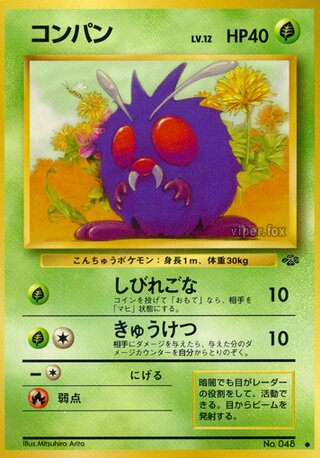 コンパン LV.12 HP40
viper.fox
こんちゅうポケモン：身長1m、体重30kg
しびれごな 10
コインを投げて「おもて」なら、相手を
「マヒ」状態にする。
きゅうけつ 10
相手にダメージを与えたら、与えた分のダ
メージカウンターを自分からとりのぞく。
にげる
弱点
暗闇でも目がレーダー
の役割をして、活動で
きる。目からビームを
発射する。
Illus.Mitsuhiro Arita
No.048